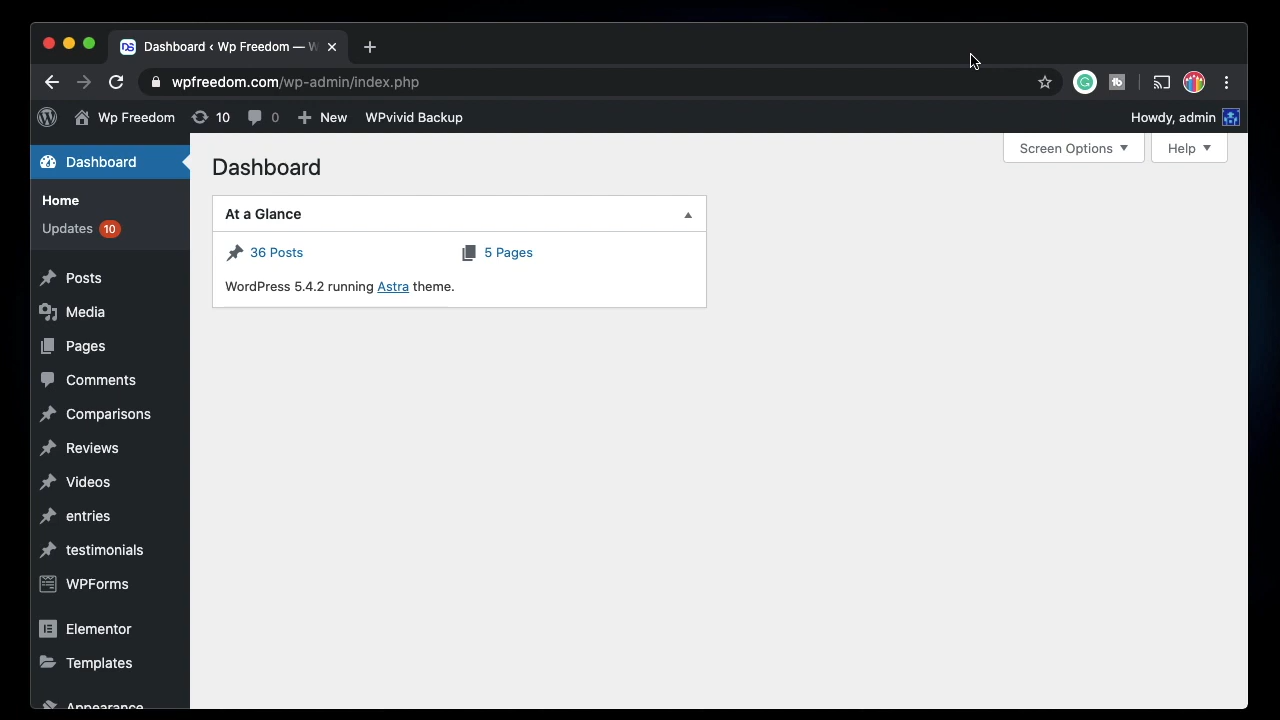 Dashboard ‹ Wp Freedom — W
wpfreedom.com/wp-admin/index.php
Wp Freedom 10 0 New WPvivid Backup Howdy, admin
Screen Options Help
Dashboard
Dashboard
Home
Updates 10
At a Glance
36 Posts 5 Pages
WordPress 5.4.2 running Astra theme.
Posts
Media
Pages
Comments
Comparisons
Reviews
Videos
entries
testimonials
WPForms
Elementor
Templates
Appearance